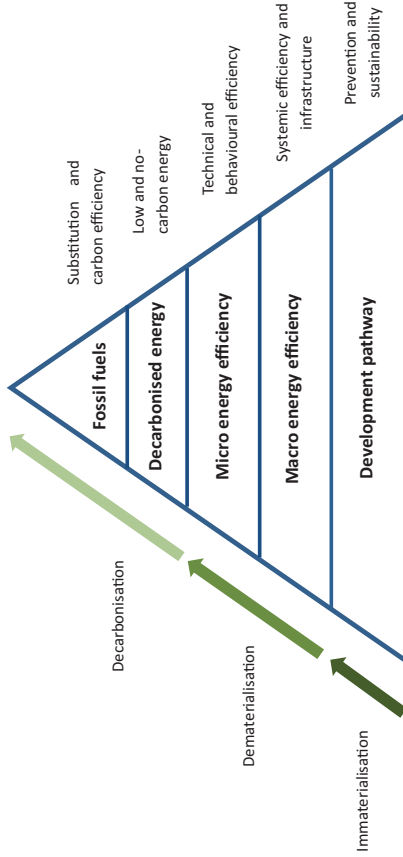 Substitution and
carbon efficiency
Low and no-
carbon energy
Technical and
behavioural efficiency
Systemic efficiency and
infrastructure
Prevention and
sustainability
Fossil fuels
Decarbonised energy
Micro energy efficiency
Macro energy efficiency
Development pathway
Decarbonisation
Dematerialisation
Immaterialisation